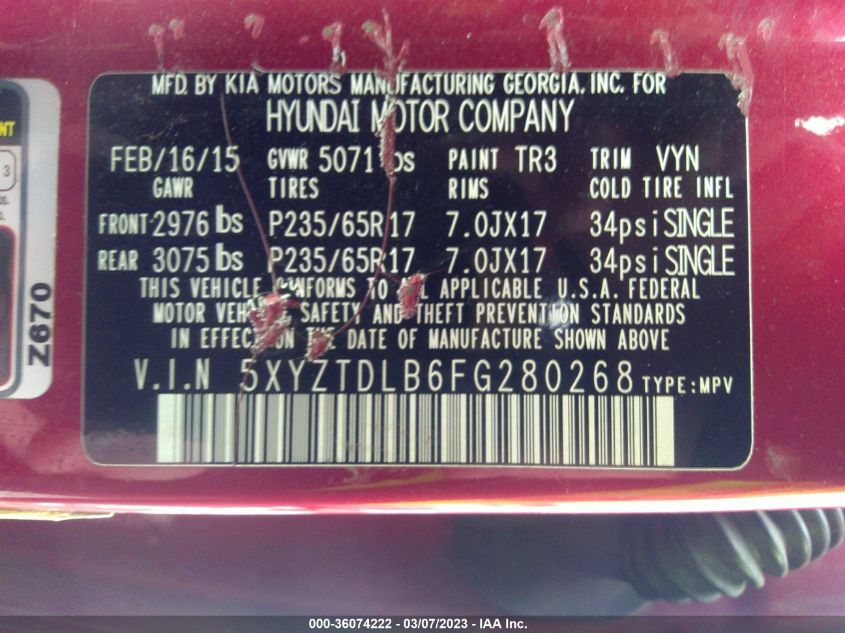 MFD. BY KIA MOTORS MANUFACTURING GEORGIA, INC. FOR
HYUNDAI MOTOR COMPANY
FEB/16/15 GVWR 5071 lbs PAINT TR3 TRIM VYN
GAWR TIRES RIMS COLD TIRE INFL
FRONT-2976 lbs P235/65R17 7.0JX17 34psi SINGLE
REAR 3075 lbs P235/65R17 7.0JX17 34psi SINGLE
THIS VEHICLE CONFORMS TO ALL APPLICABLE U.S.A. FEDERAL
MOTOR VEHICLE SAFETY AND THEFT PREVENTION STANDARDS
IN EFFECT ON THE DATE OF MANUFACTURE SHOWN ABOVE
V.I.N 5XYZTDLB6FG280268 TYPE:MPV
Z670
3
000-36074222 - 03/07/2023 - IAA Inc.